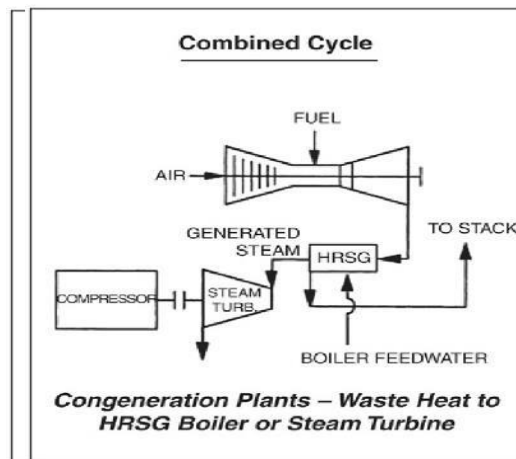 Combined Cycle
FUEL
AIR
GENERATED
STEAM
TO STACK
HRSG
COMPRESSOR
STEAM
TURB.
BOILER FEEDWATER
Congeneration Plants – Waste Heat to
HRSG Boiler or Steam Turbine